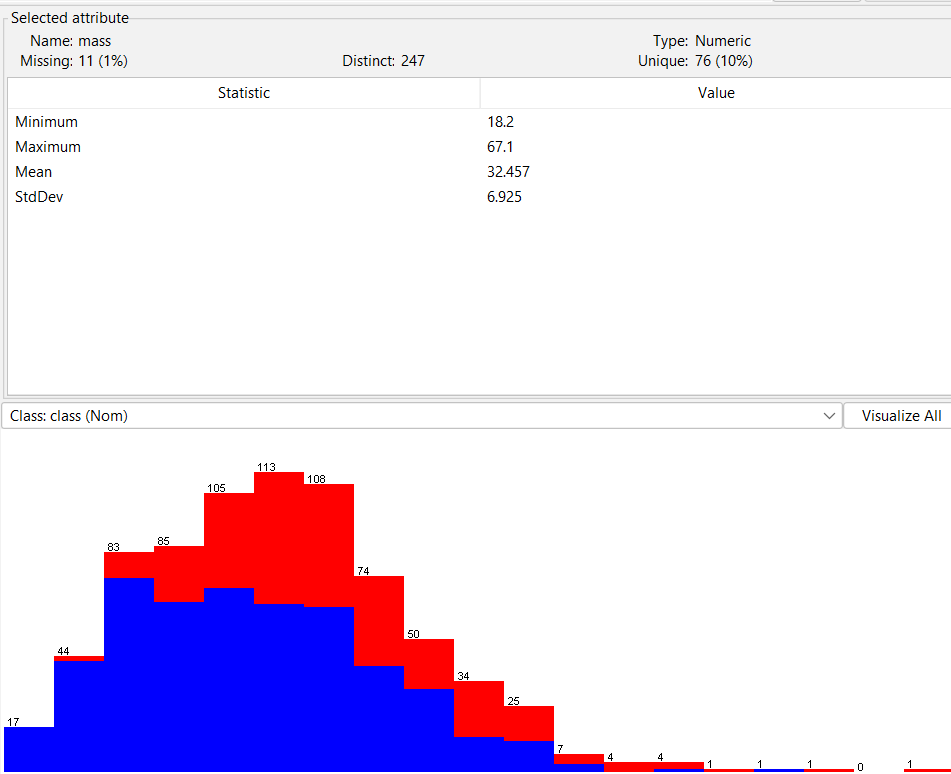 Selected attribute
Name: mass Type: Numeric
Missing: 11 (1%) Distinct: 247 Unique: 76 (10%)
Statistic Value
Minimum 18.2
Maximum 67.1
Mean 32.457
StdDev 6.925
Class: class (Nom) Visualize All
113
108
105
85
83
74
50
44
34
25
17
7
4 4
1 1 1 0 1